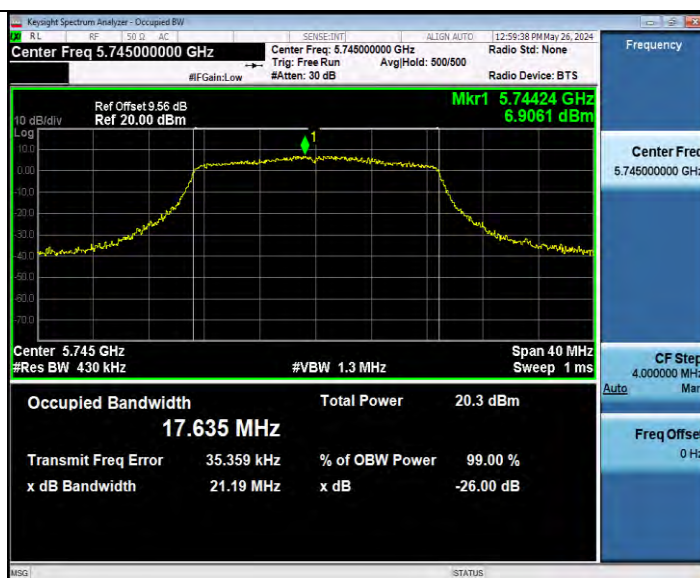 Keysight Spectrum Analyzer - Occupied BW
RL RF 50 Ω AC SENSE:INT ALIGN AUTO 12:59:38 PM May 26, 2024
Center Freq 5.745000000 GHz
Center Freq: 5.745000000 GHz Radio Std: None
Trig: Free Run Avg|Hold: 500/500
#IFGain:Low #Atten: 30 dB Radio Device: BTS
Ref Offset 9.56 dB
10 dB/div Ref 20.00 dBm
Mkr1 5.74424 GHz
6.9061 dBm
Log
10.0
0.00
-10.0
-20.0
-30.0
-40.0
-50.0
-60.0
-70.0
1
Center 5.745 GHz Span 40 MHz
#Res BW 430 kHz #VBW 1.3 MHz Sweep 1 ms
Occupied Bandwidth Total Power 20.3 dBm
17.635 MHz
Transmit Freq Error 35.359 kHz % of OBW Power 99.00 %
x dB Bandwidth 21.19 MHz x dB -26.00 dB
MSG STATUS
Frequency
Center Freq
5.745000000 GHz
CF Step
4.000000 MHz
Auto Man
Freq Offset
0 Hz